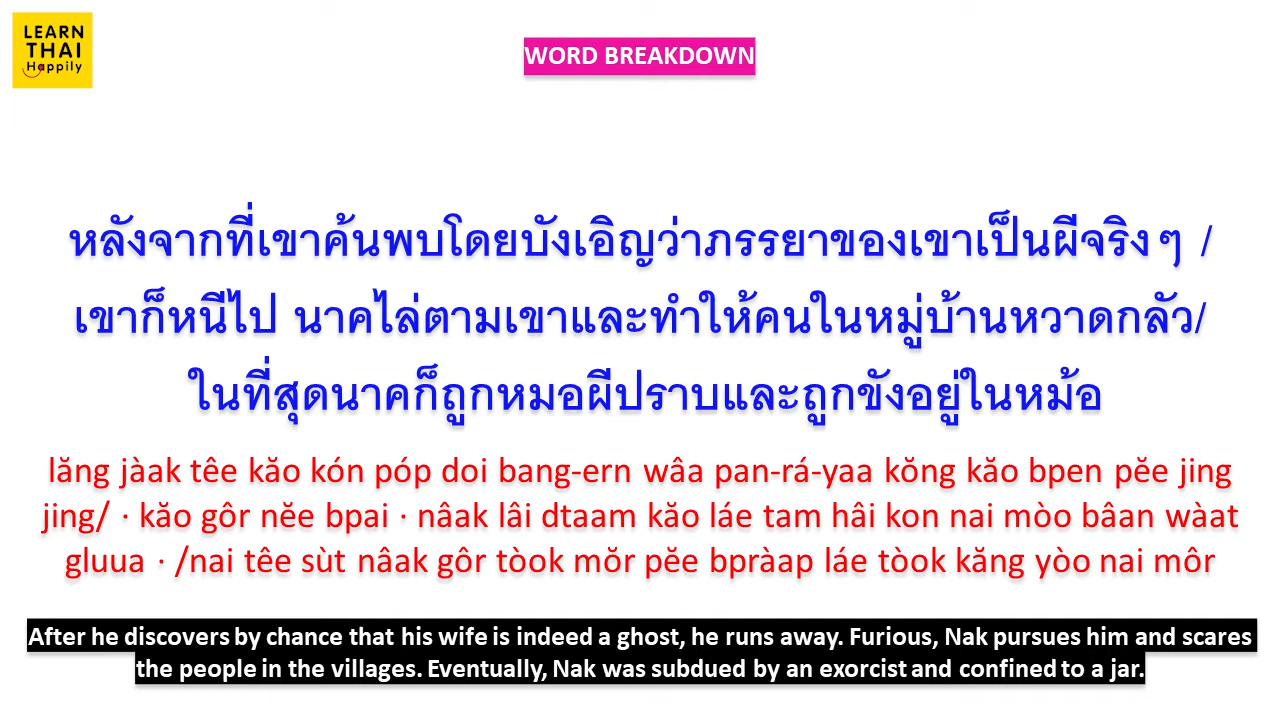 LEARN
THAI
Happily
WORD BREAKDOWN
หลังจากที่เขาค้นพบโดยบังเอิญว่าภรรยาของเขาเป็นผีจริงๆ /
เขาก็หนีไป นาคไล่ตามเขาและทำให้คนในหมู่บ้านหวาดกลัว/
ในที่สุดนาคก็ถูกหมอผีปราบและถูกขังอยู่ในหม้อ
lăng jàak têe kăo kón póp doi bang-ern wâa pan-rá-yaa kŏng kăo bpen pĕe jing
jing/ · kăo gôr nĕe bpai · nâak lâi dtaam kăo láe tam hâi kon nai mòo bâan wàat
gluua · /nai têe sùt nâak gôr tòok mŏr pĕe bpràap láe tòok kăng yòo nai môr
After he discovers by chance that his wife is indeed a ghost, he runs away. Furious, Nak pursues him and scares
the people in the villages. Eventually, Nak was subdued by an exorcist and confined to a jar.